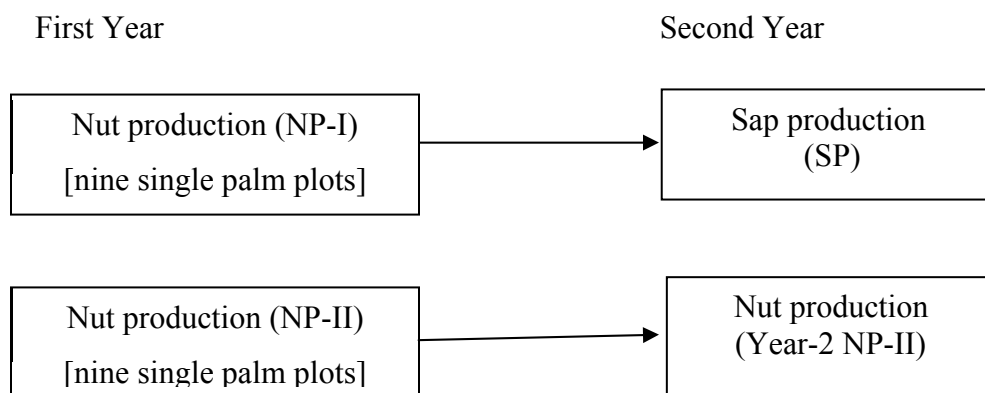 First Year
Second Year
Nut production (NP-I)
[nine single palm plots]
Sap production
(SP)
Nut production (NP-II)
[nine single palm plots]
Nut production
(Year-2 NP-II)